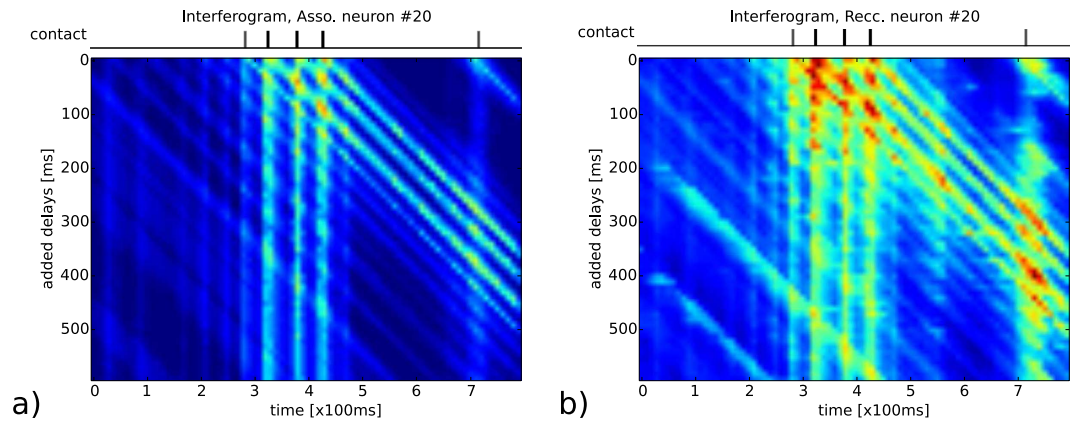 Interferogram, Asso. neuron #20
contact
0
100
200
300
400
500
added delays [ms]
0 1 2 3 4 5 6 7
time [x100ms]
a)
Interferogram, Recc. neuron #20
contact
0
100
200
300
400
500
added delays [ms]
0 1 2 3 4 5 6 7
time [x100ms]
b)